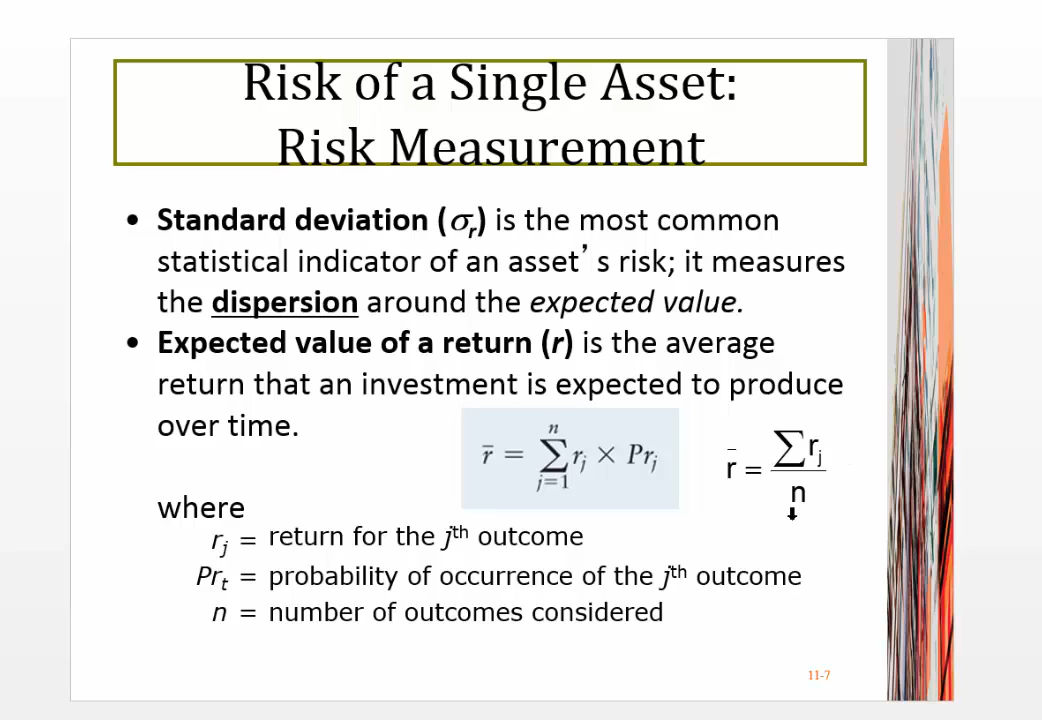 Risk of a Single Asset:
Risk Measurement
• Standard deviation (σr) is the most common
statistical indicator of an asset’s risk; it measures
the dispersion around the expected value.
• Expected value of a return (r) is the average
return that an investment is expected to produce
over time.
r̄ = ∑_{j=1}^{n} rj × Prj
r̄ = ∑rj / n
where
rj = return for the jth outcome
Prt = probability of occurrence of the jth outcome
n = number of outcomes considered
11-7